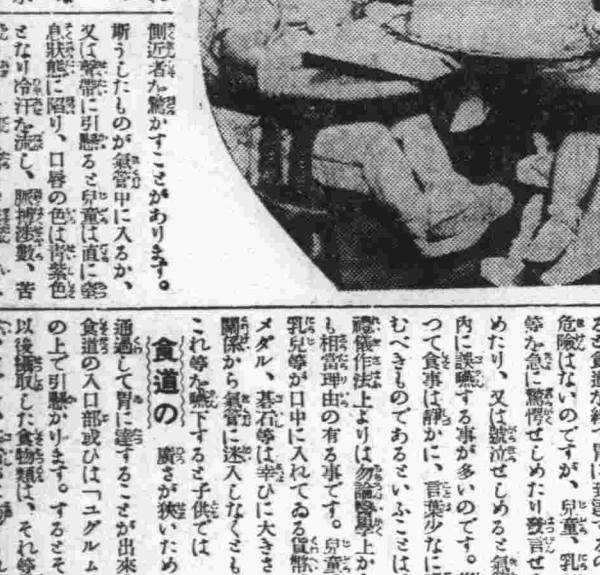 側近者を驚かすことがあります。
斯うしたものが氣管中に入るか、
又は聲帶に引懸ると兒童は直に窒
息狀態に陷り、口唇の色は靑紫色
となり冷汗を流し、脈搏速數、苦
危險はないのですが、兒童、乳
等を急に驚愕せしめたり發言せ
めたり、又は號泣せしめると氣
內に誤嚥する事が多いのです。
つて食事は靜かに、言葉少なに
むべきものであるといふことは
禮儀作法上よりは勿論醫學上か
も相當理由の有る事です。兒童
乳兒等が口中に入れてゐる貨幣
メダル、碁石等は幸ひに大きさ
關係から氣管に迷入しなくとも
これ等を嚥下すると子供では
食道の 廣さが狹いため
通過して胃に達することが出來
食道の入口部或ひは「ユグルム
の上で引懸かります。するとそ
以後攝取した食物類は、それ等